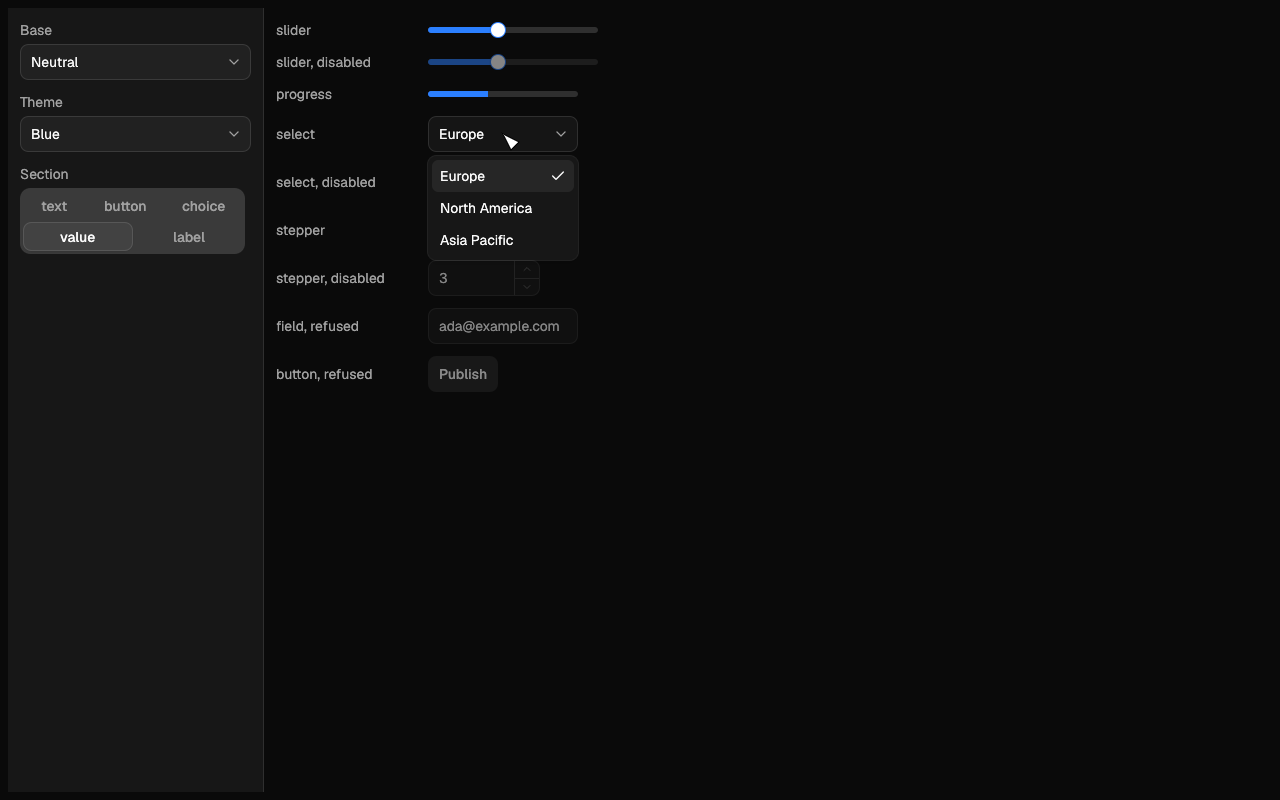 Base
Neutral
Theme
Blue
Section
text button choice
value label
slider
slider, disabled
progress
select Europe
Europe
select, disabled
North America
stepper
Asia Pacific
stepper, disabled 3
field, refused ada@example.com
button, refused Publish